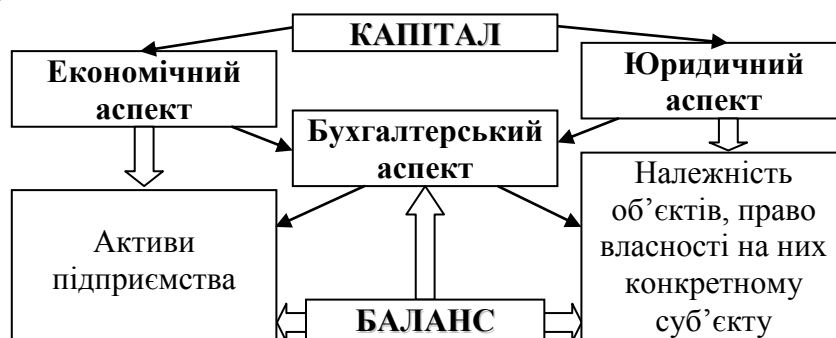 КАПІТАЛ
Економічний
аспект
Юридичний
аспект
Бухгалтерський
аспект
Активи
підприємства
Належність
об’єктів, право
власності на них
конкретному
суб’єкту
БАЛАНС